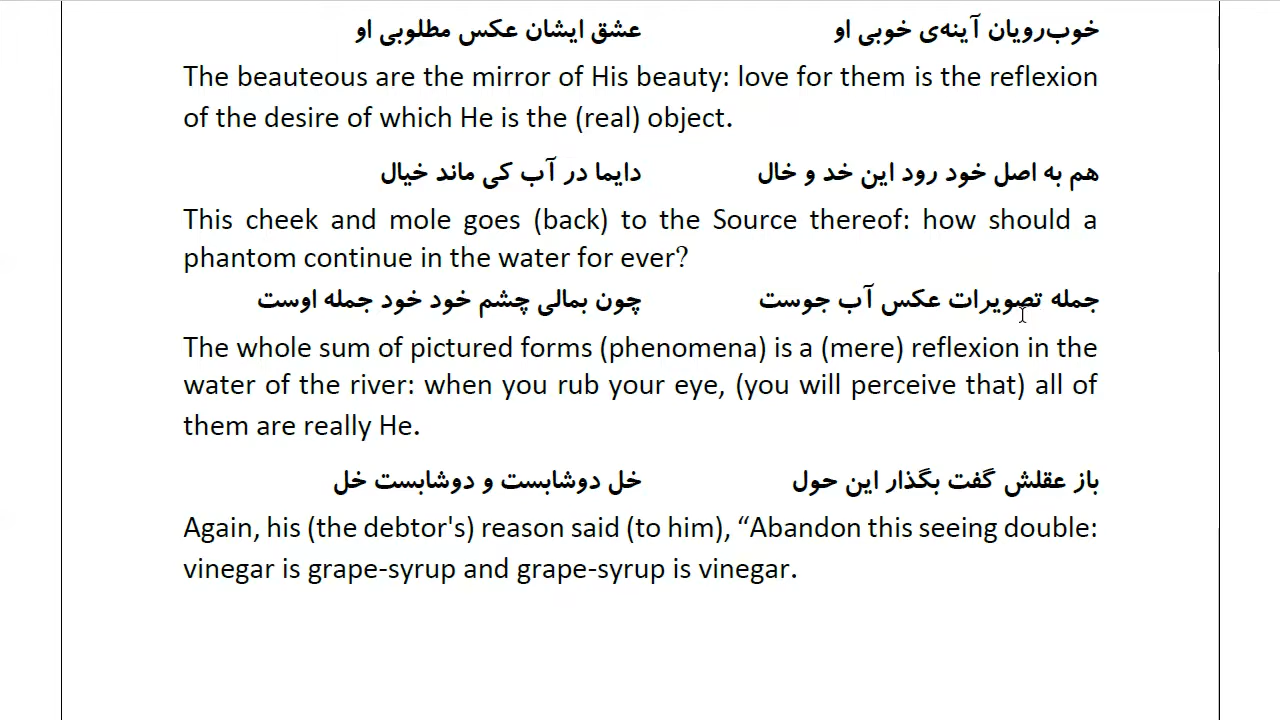 خوب‌رویان آینه‌ی خوبی او عشق ایشان عکس مطلوبی او
The beauteous are the mirror of His beauty: love for them is the reflexion
of the desire of which He is the (real) object.
هم به اصل خود رود این خد و خال دایما در آب کی ماند خیال
This cheek and mole goes (back) to the Source thereof: how should a
phantom continue in the water for ever?
جمله تصویرات عکس آب جوست چون بمالی چشم خود خود جمله اوست
The whole sum of pictured forms (phenomena) is a (mere) reflexion in the
water of the river: when you rub your eye, (you will perceive that) all of
them are really He.
باز عقلش گفت بگذار این حول خل دوشابست و دوشابست خل
Again, his (the debtor's) reason said (to him), “Abandon this seeing double:
vinegar is grape-syrup and grape-syrup is vinegar.